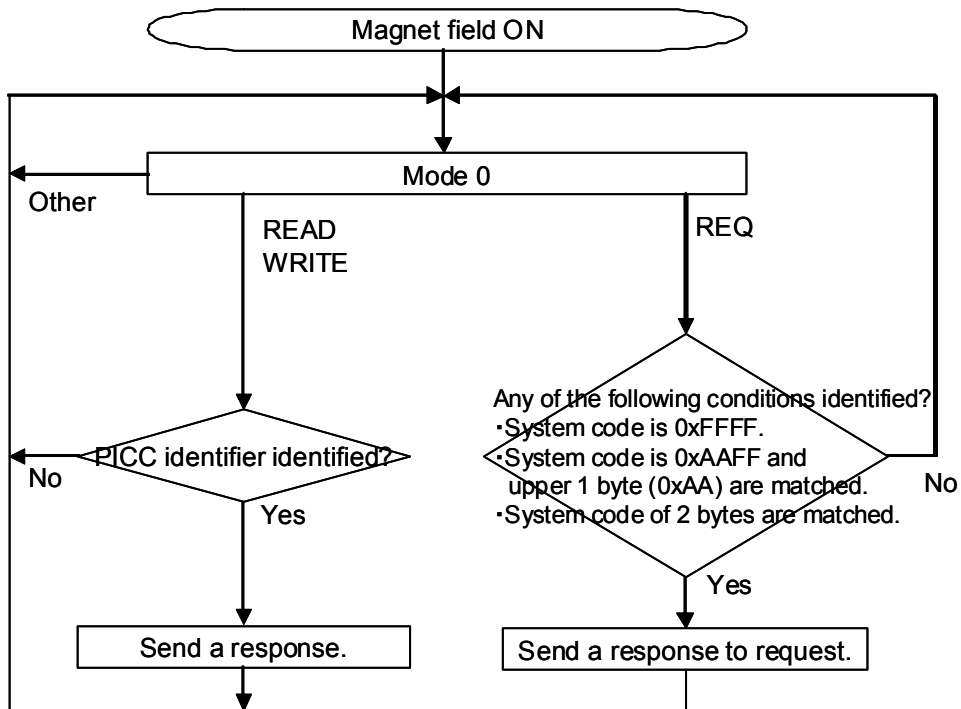 Magnet field ON
Mode 0
Other
READ
WRITE
REQ
Any of the following conditions identified?
・System code is 0xFFFF.
・System code is 0xAAFF and
upper 1 byte (0xAA) are matched.
・System code of 2 bytes are matched.
PICC identifier identified?
No
No
Yes
Yes
Send a response.
Send a response to request.